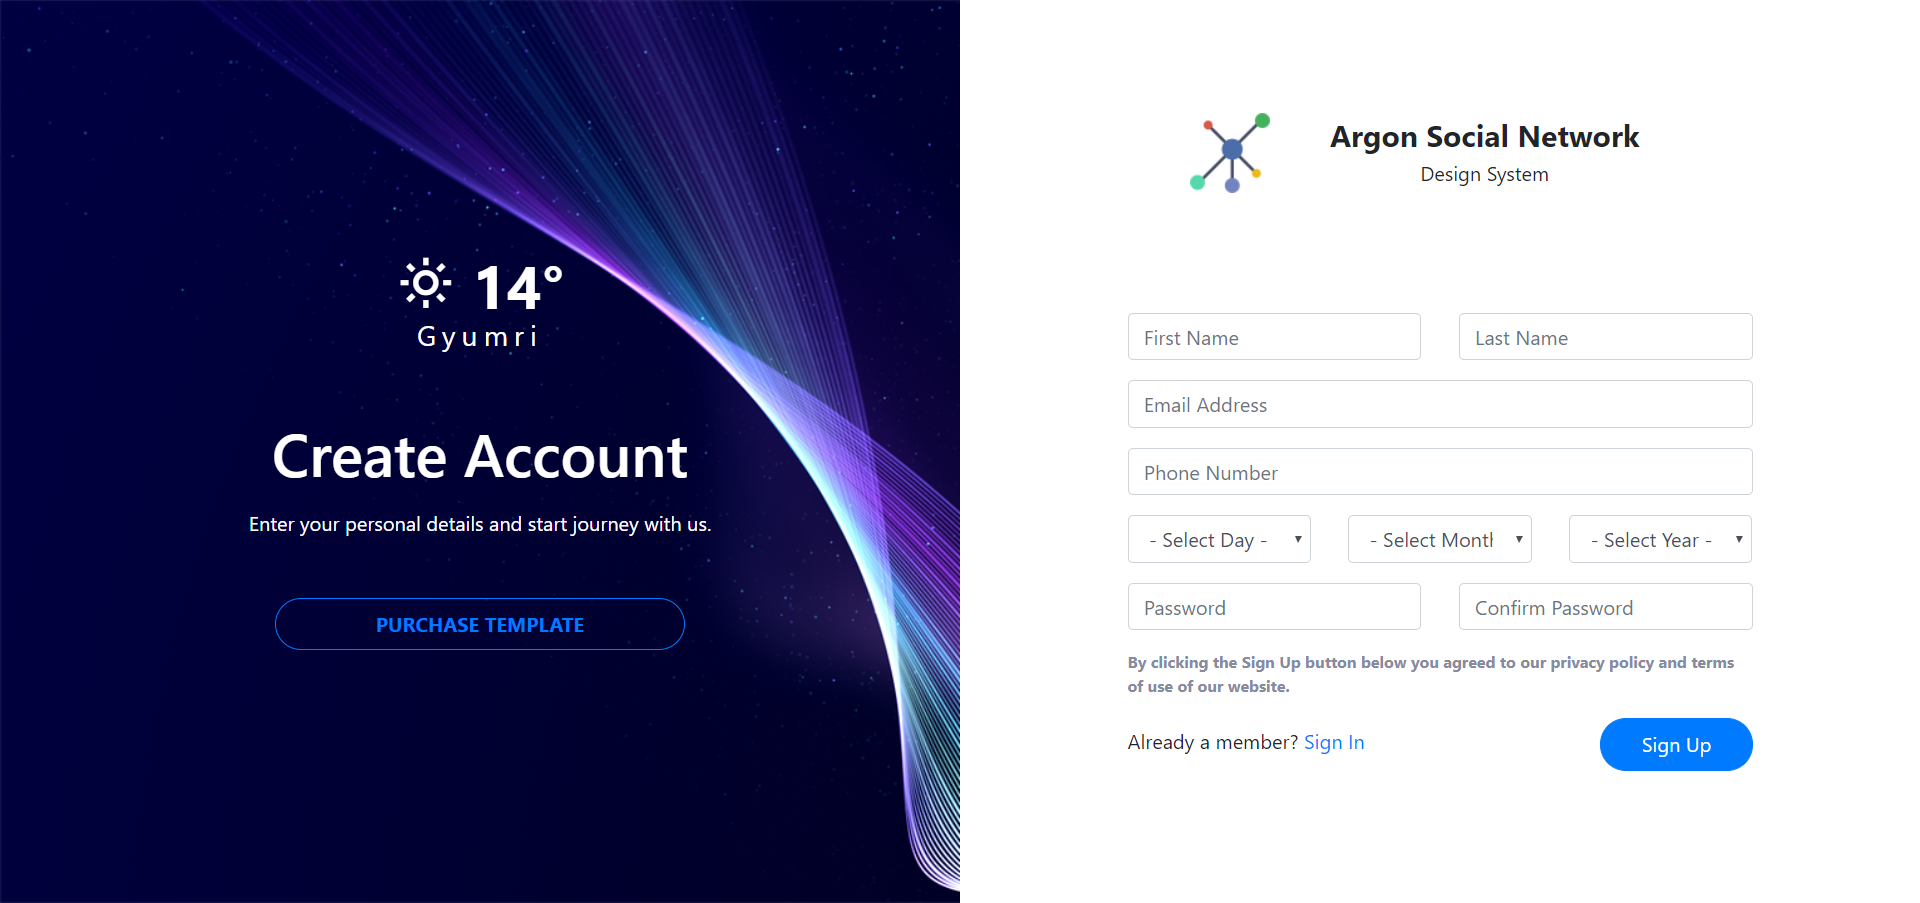 14°
Gyumri
Create Account
Enter your personal details and start journey with us.
PURCHASE TEMPLATE
Argon Social Network
Design System
First Name
Last Name
Email Address
Phone Number
- Select Day -
- Select Month
- Select Year -
Password
Confirm Password
By clicking the Sign Up button below you agreed to our privacy policy and terms
of use of our website.
Already a member? Sign In
Sign Up